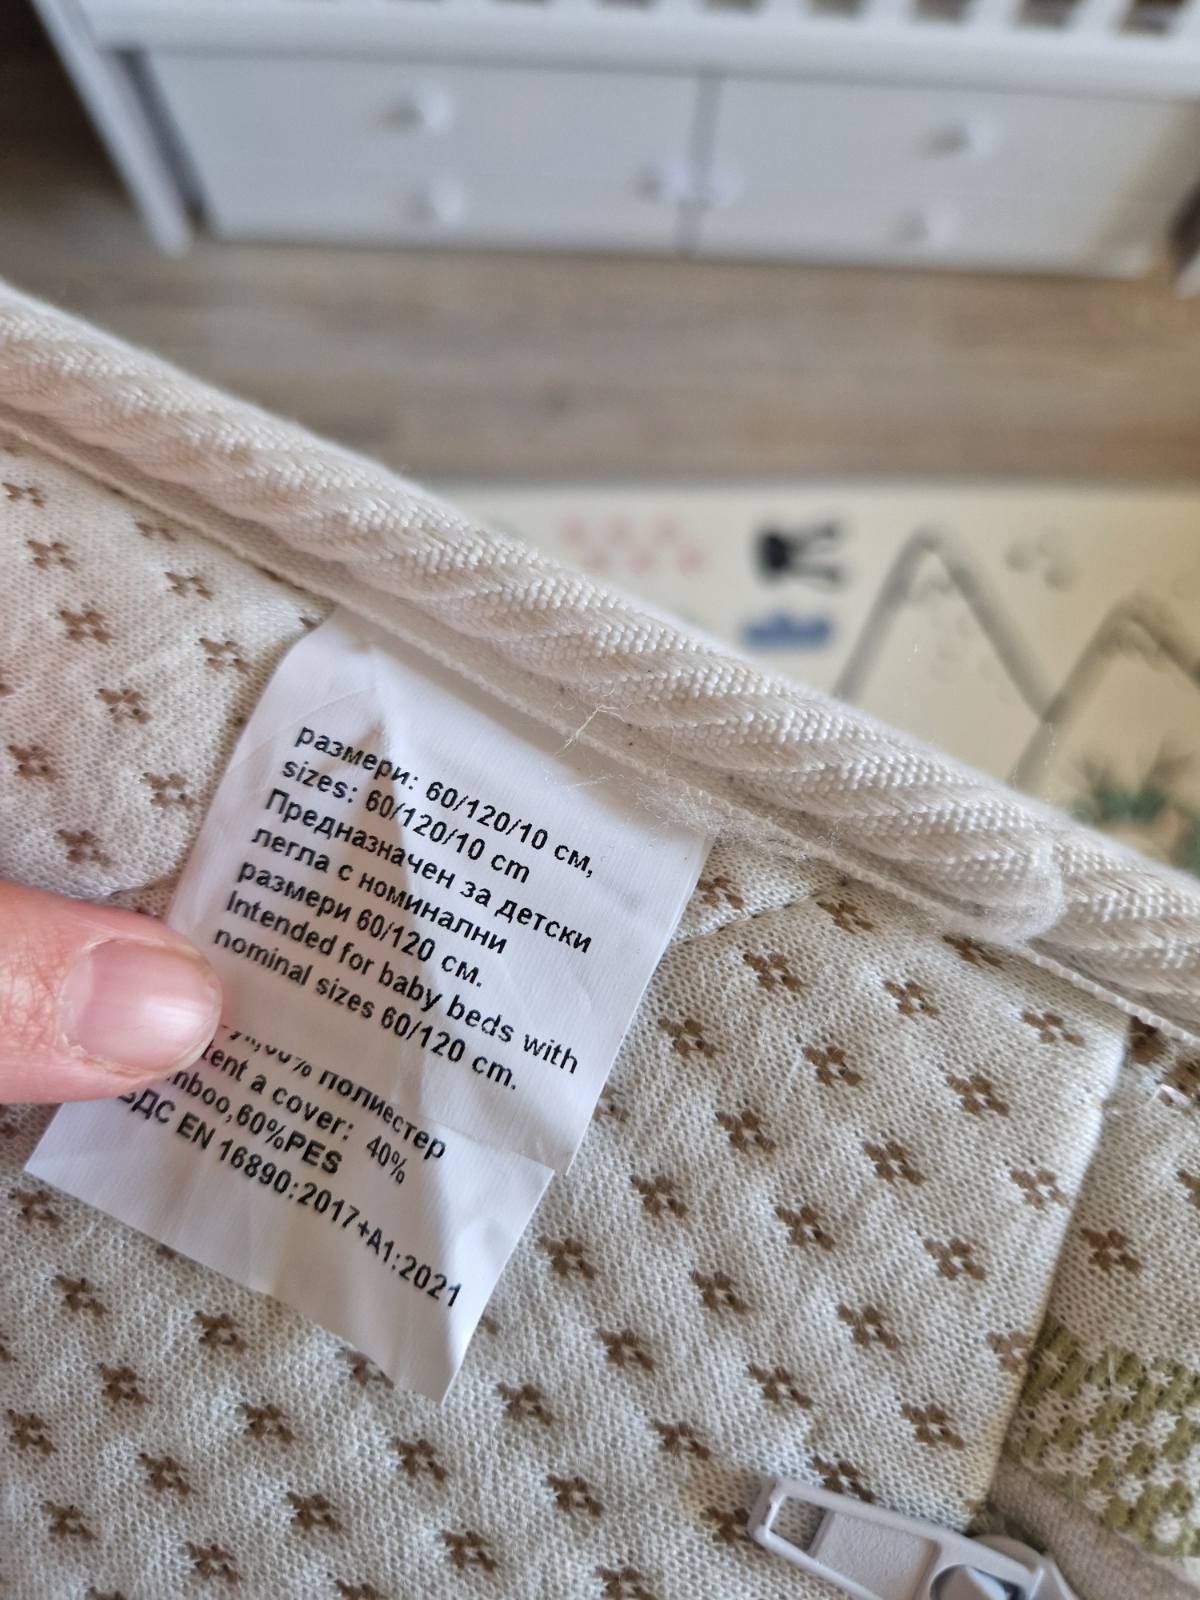 размери: 60/120/10 см,
sizes: 60/120/10 cm
Предназначен за детски
легла с номинални
размери 60/120 см.
Intended for baby beds with
nominal sizes 60/120 cm.
полиестер
a cover: 40%
60%PES
БДС EN 16890:2017+A1:2021